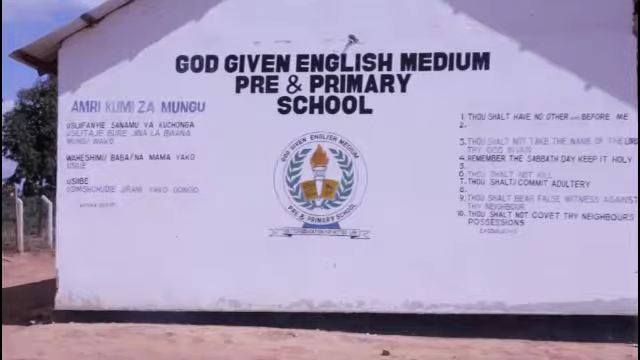 GOD GIVEN ENGLISH MEDIUM
PRE & PRIMARY
SCHOOL
AMRI KUMI ZA MUNGU
USIIFANYIE SANAMU YA KUCHONGA
USILITAJE BURE JINA LA BWANA
MUNGU WAKO
WAHESHIMU BABA NA MAMA YAKO
USIUE
USIIBE
USIMSHUHUDIE JIRANI YAKO UONGO
GOD GIVEN ENGLISH MEDIUM
PRE & PRIMARY SCHOOL
1. THOU SHALT HAVE NO OTHER BEFORE ME
2.
3. THOU SHALT NOT TAKE THE NAME OF THE LORD
THY GOD IN VAIN
4. REMEMBER THE SABBATH DAY KEEP IT HOLY
5.
6 THOU SHALT NOT KILL
7. THOU SHALT COMMIT ADULTERY
8.
9. THOU SHALT BEAR FALSE WITNESS AGAINST
THY NEIGHBOUR
10. THOU SHALT NOT COVET THY NEIGHBOUR'S
POSSESSIONS